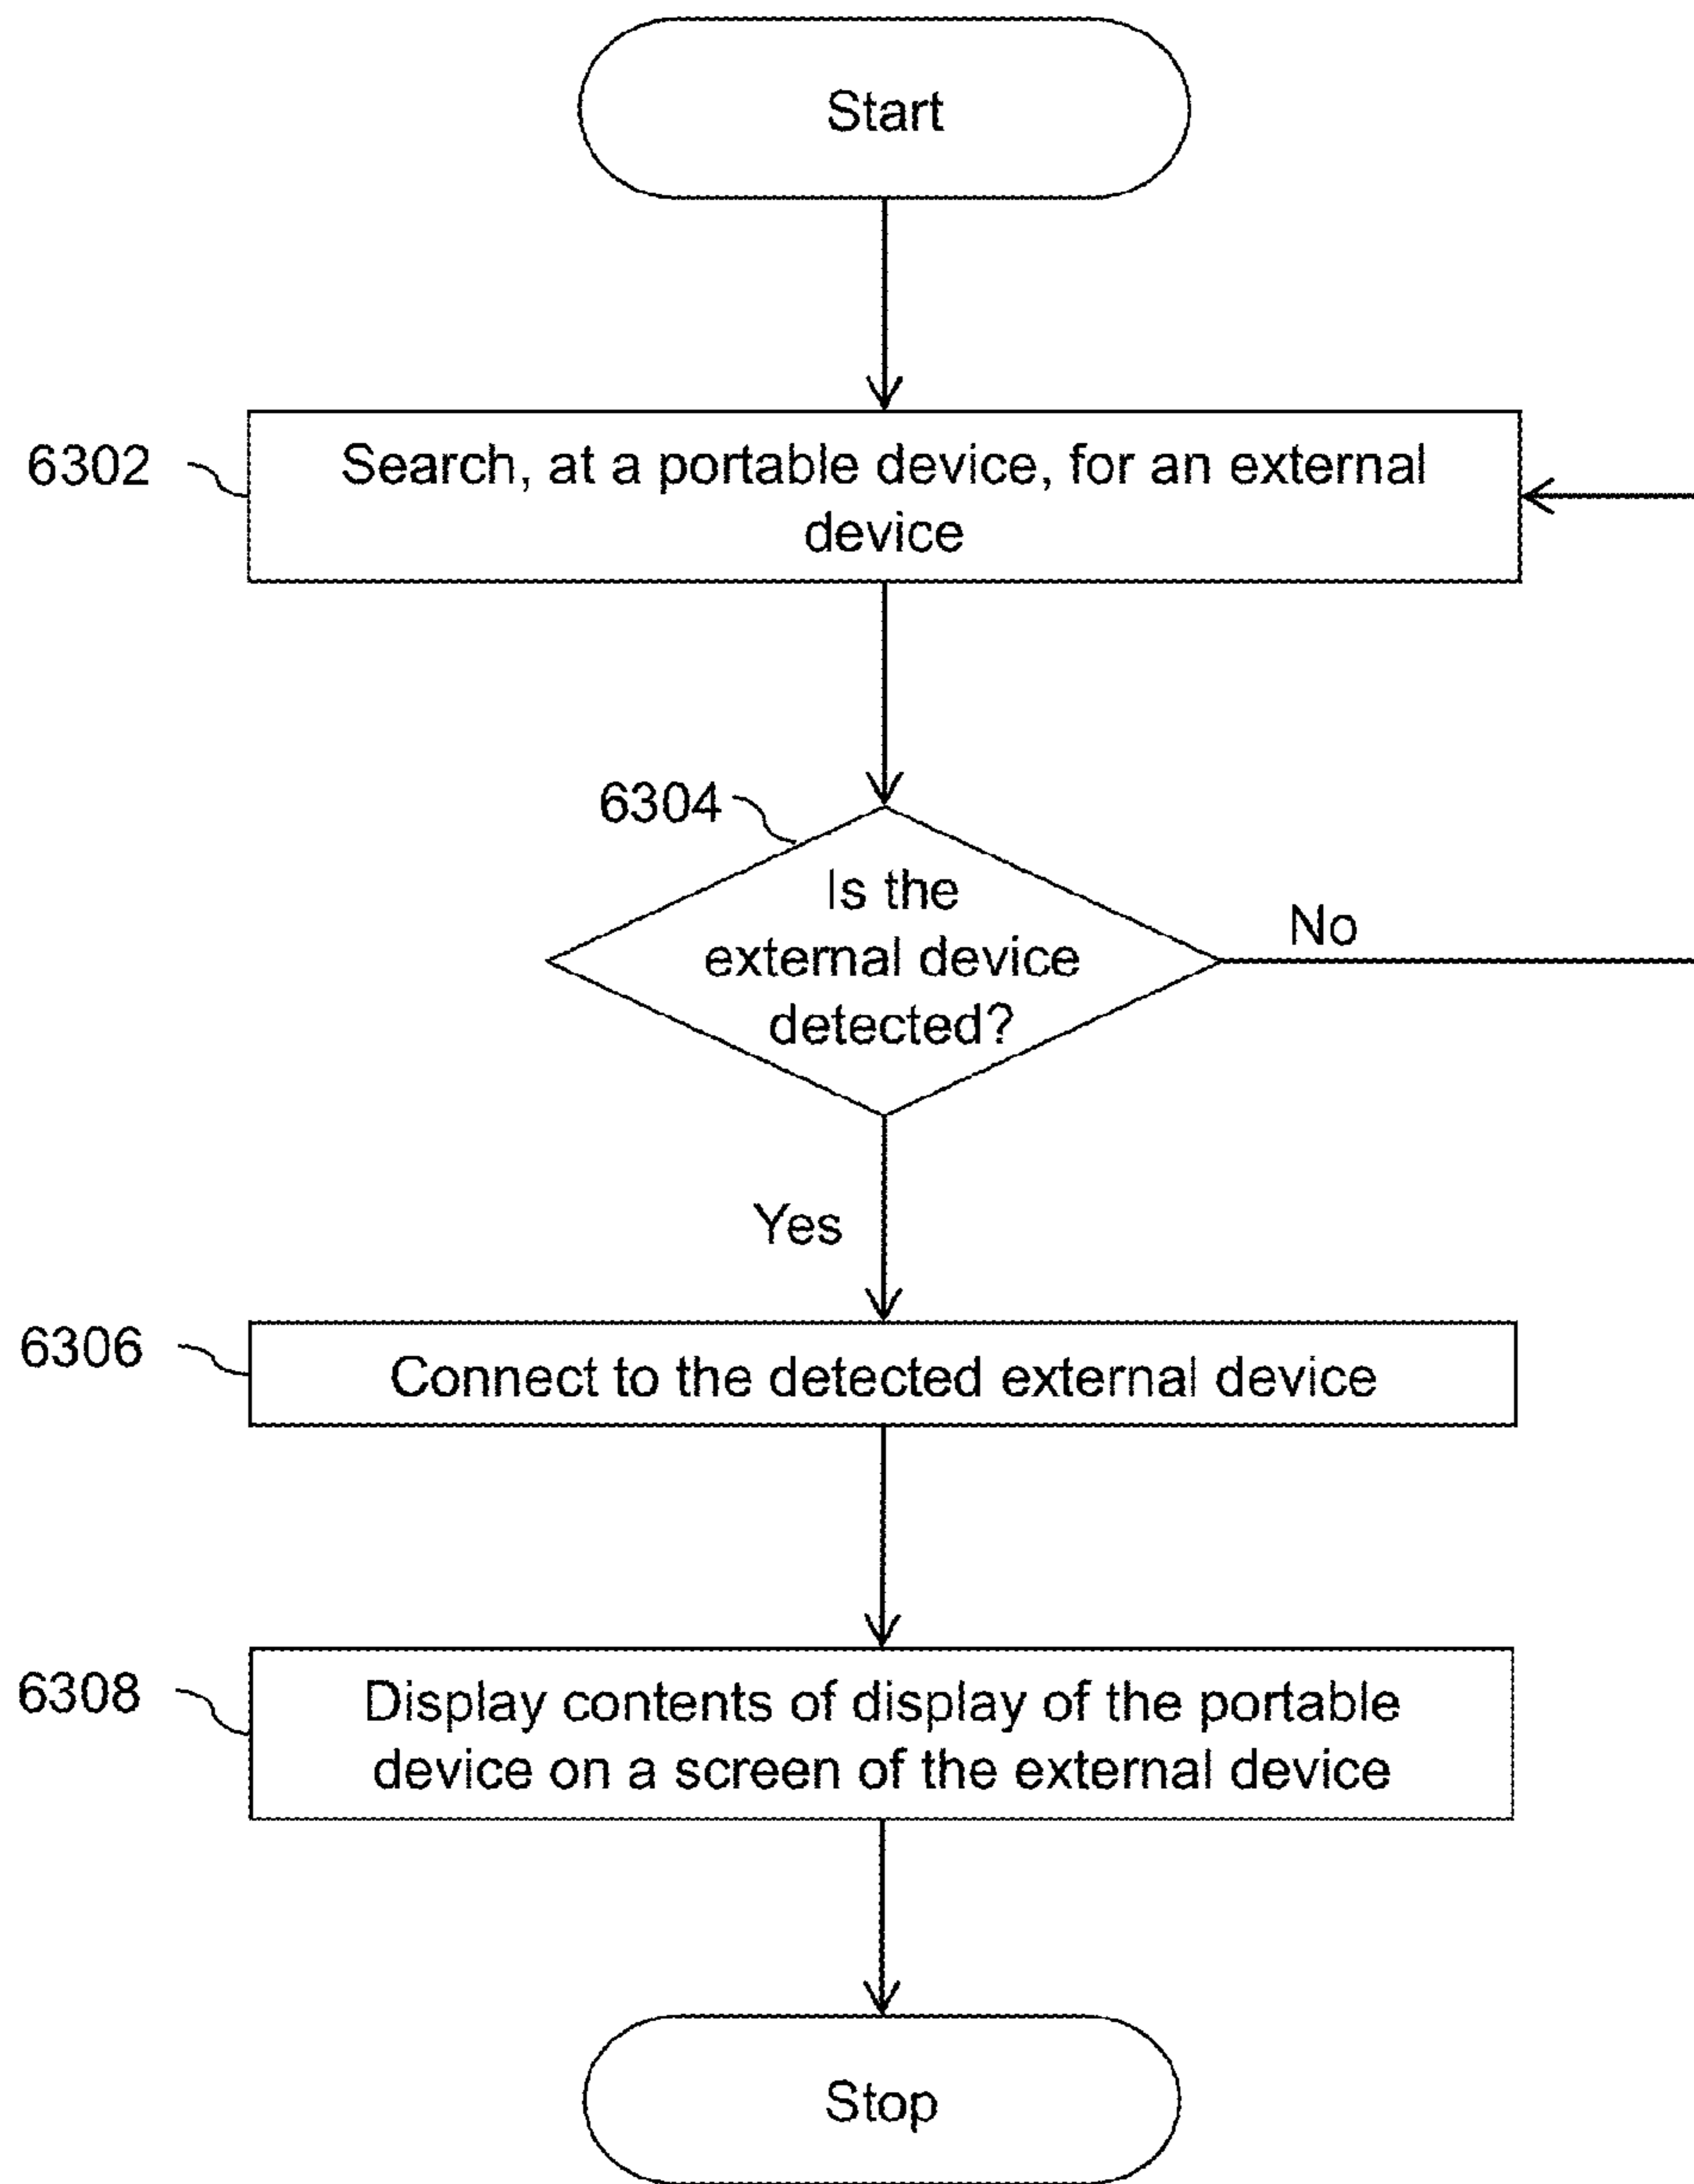 Start
6302
Search, at a portable device, for an external
device
6304
Is the
external device
detected?
No
Yes
6306
Connect to the detected external device
6308
Display contents of display of the portable
device on a screen of the external device
Stop